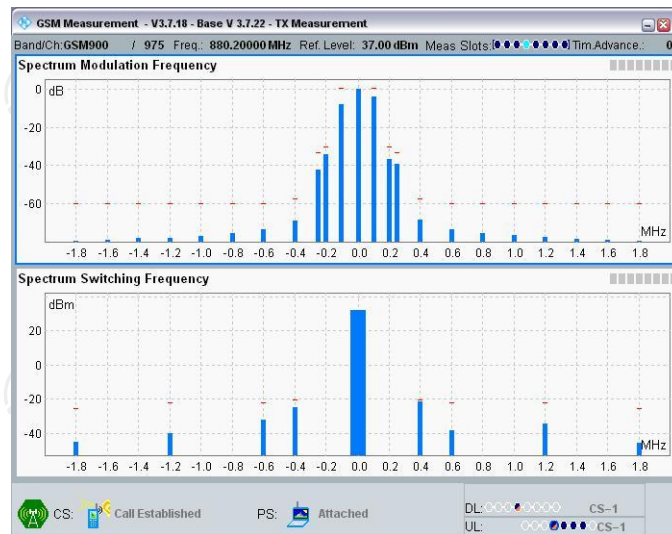 GSM Measurement - V3.7.18 - Base V 3.7.22 - TX Measurement
Band/Ch:GSM900 / 975 Freq.: 880.20000 MHz Ref. Level: 37.00 dBm Meas Slots: Tim.Advance.: 0
Spectrum Modulation Frequency
dB
0
-20
-40
-60
MHz
-1.8 -1.6 -1.4 -1.2 -1.0 -0.8 -0.6 -0.4 -0.2 0.0 0.2 0.4 0.6 0.8 1.0 1.2 1.4 1.6 1.8
Spectrum Switching Frequency
dBm
20
0
-20
-40
MHz
-1.8 -1.6 -1.4 -1.2 -1.0 -0.8 -0.6 -0.4 -0.2 0.0 0.2 0.4 0.6 0.8 1.0 1.2 1.4 1.6 1.8
CS: Call Established PS: Attached
DL: CS-1
UL: CS-1